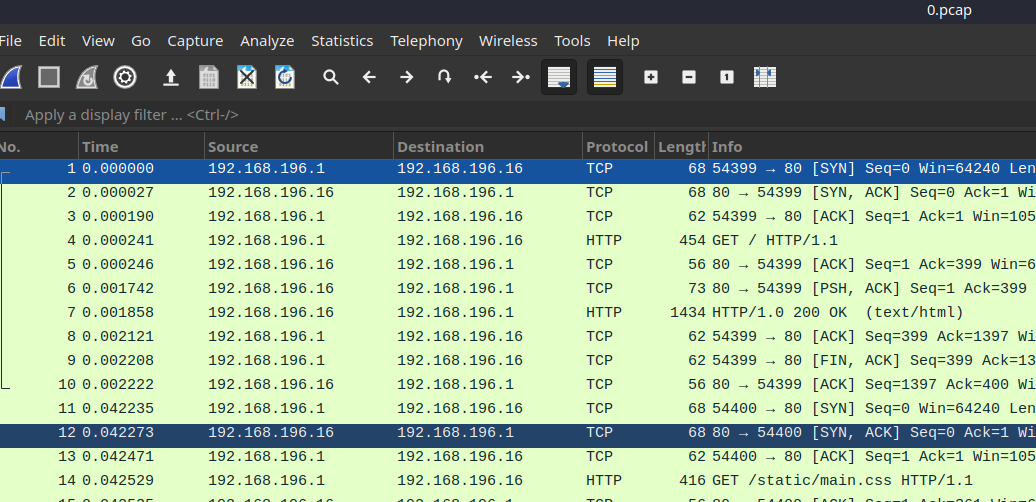 0.pcap
File Edit View Go Capture Analyze Statistics Telephony Wireless Tools Help
1
Apply a display filter … <Ctrl-/>
No. Time Source Destination Protocol Length Info
1 0.000000 192.168.196.1 192.168.196.16 TCP 68 54399 → 80 [SYN] Seq=0 Win=64240 Len
2 0.000027 192.168.196.16 192.168.196.1 TCP 68 80 → 54399 [SYN, ACK] Seq=0 Ack=1 Wi
3 0.000190 192.168.196.1 192.168.196.16 TCP 62 54399 → 80 [ACK] Seq=1 Ack=1 Win=105
4 0.000241 192.168.196.1 192.168.196.16 HTTP 454 GET / HTTP/1.1
5 0.000246 192.168.196.16 192.168.196.1 TCP 56 80 → 54399 [ACK] Seq=1 Ack=399 Win=6
6 0.001742 192.168.196.16 192.168.196.1 TCP 73 80 → 54399 [PSH, ACK] Seq=1 Ack=399
7 0.001858 192.168.196.16 192.168.196.1 HTTP 1434 HTTP/1.0 200 OK (text/html)
8 0.002121 192.168.196.1 192.168.196.16 TCP 62 54399 → 80 [ACK] Seq=399 Ack=1397 Wi
9 0.002208 192.168.196.1 192.168.196.16 TCP 62 54399 → 80 [FIN, ACK] Seq=399 Ack=13
10 0.002222 192.168.196.16 192.168.196.1 TCP 56 80 → 54399 [ACK] Seq=1397 Ack=400 Wi
11 0.042235 192.168.196.1 192.168.196.16 TCP 68 54400 → 80 [SYN] Seq=0 Win=64240 Len
12 0.042273 192.168.196.16 192.168.196.1 TCP 68 80 → 54400 [SYN, ACK] Seq=0 Ack=1 Wi
13 0.042471 192.168.196.1 192.168.196.16 TCP 62 54400 → 80 [ACK] Seq=1 Ack=1 Win=105
14 0.042529 192.168.196.1 192.168.196.16 HTTP 416 GET /static/main.css HTTP/1.1